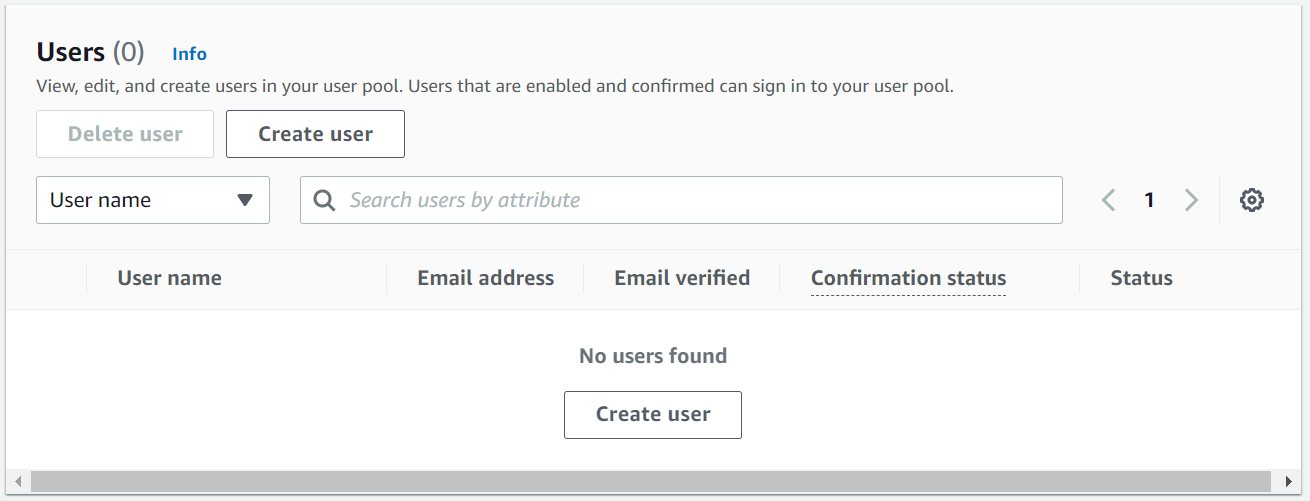 Users (0) Info
View, edit, and create users in your user pool. Users that are enabled and confirmed can sign in to your user pool.
Delete user Create user
User name Search users by attribute 1
User name Email address Email verified Confirmation status Status
No users found
Create user